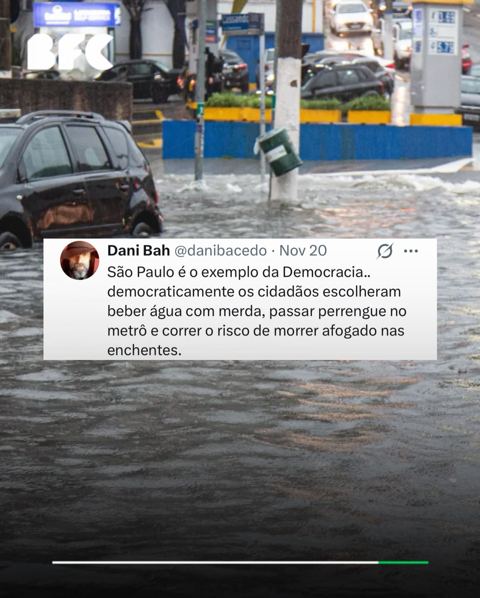 BFC
Dani Bah @danibacedo · Nov 20
São Paulo é o exemplo da Democracia..
democraticamente os cidadãos escolheram
beber água com merda, passar perrengue no
metrô e correr o risco de morrer afogado nas
enchentes.